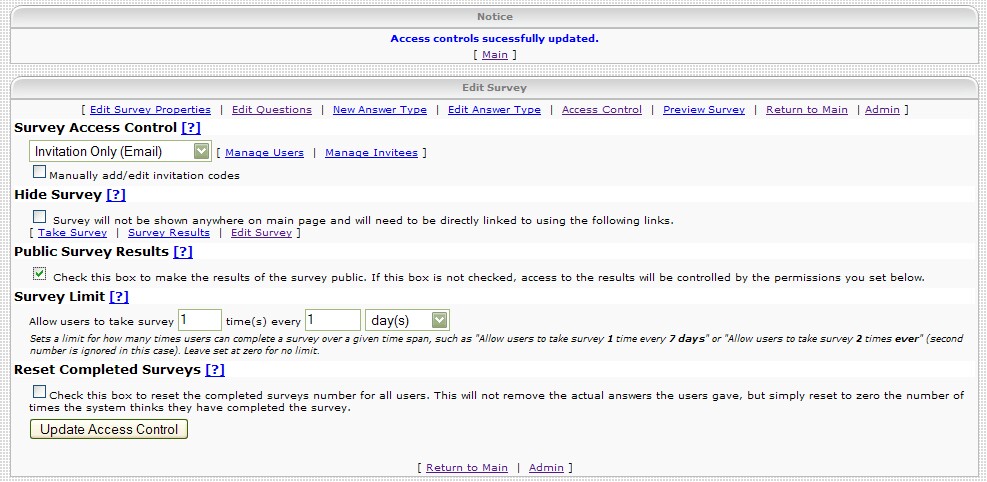 Notice
Access controls sucessfully updated.
[ Main ]
Edit Survey
[ Edit Survey Properties | Edit Questions | New Answer Type | Edit Answer Type | Access Control | Preview Survey | Return to Main | Admin ]
Survey Access Control [?]
Invitation Only (Email) [ Manage Users | Manage Invitees ]
Manually add/edit invitation codes
Hide Survey [?]
Survey will not be shown anywhere on main page and will need to be directly linked to using the following links.
[ Take Survey | Survey Results | Edit Survey ]
Public Survey Results [?]
Check this box to make the results of the survey public. If this box is not checked, access to the results will be controlled by the permissions you set below.
Survey Limit [?]
Allow users to take survey 1 time(s) every 1 day(s)
Sets a limit for how many times users can complete a survey over a given time span, such as "Allow users to take survey 1 time every 7 days" or "Allow users to take survey 2 times ever" (second
number is ignored in this case). Leave set at zero for no limit.
Reset Completed Surveys [?]
Check this box to reset the completed surveys number for all users. This will not remove the actual answers the users gave, but simply reset to zero the number of
times the system thinks they have completed the survey.
Update Access Control
[ Return to Main | Admin ]